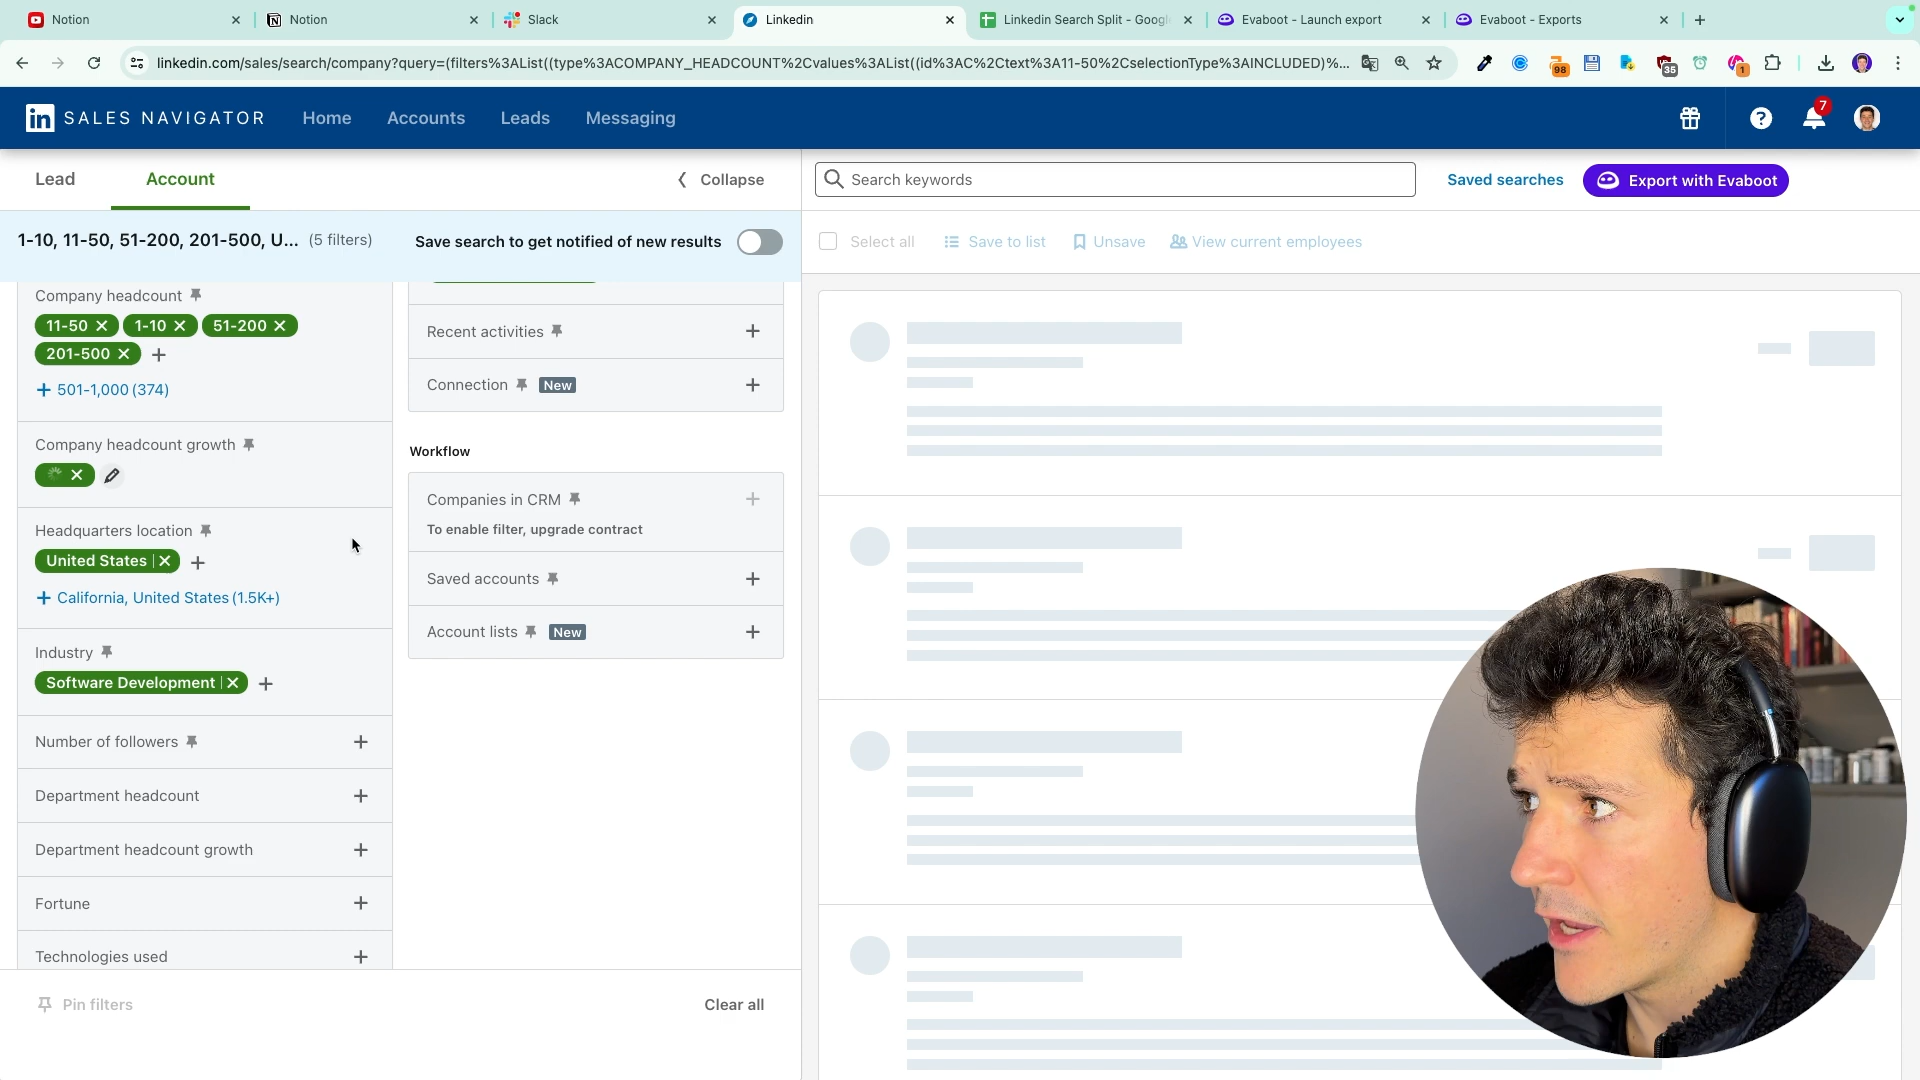 Notion
Notion
Slack
Linkedin
Linkedin Search Split - Googl
Evaboot - Launch export
Evaboot - Exports
linkedin.com/sales/search/company?query=(filters%3AList((type%3ACOMPANY_HEADCOUNT%2Cvalues%3AList((id%3AC%2Ctext%3A11-50%2CselectionType%3AINCLUDED)%...
98
35
1
in SALES NAVIGATOR
Home
Accounts
Leads
Messaging
7
Lead
Account
Collapse
Search keywords
Saved searches
Export with Evaboot
1-10, 11-50, 51-200, 201-500, U... (5 filters)
Save search to get notified of new results
Select all
Save to list
Unsave
View current employees
Company headcount
11-50
1-10
51-200
201-500
501-1,000 (374)
Company headcount growth
Headquarters location
United States
California, United States (1.5K+)
Industry
Software Development
Number of followers
Department headcount
Department headcount growth
Fortune
Technologies used
Recent activities
Connection New
Workflow
Companies in CRM
To enable filter, upgrade contract
Saved accounts
Account lists New
Pin filters
Clear all